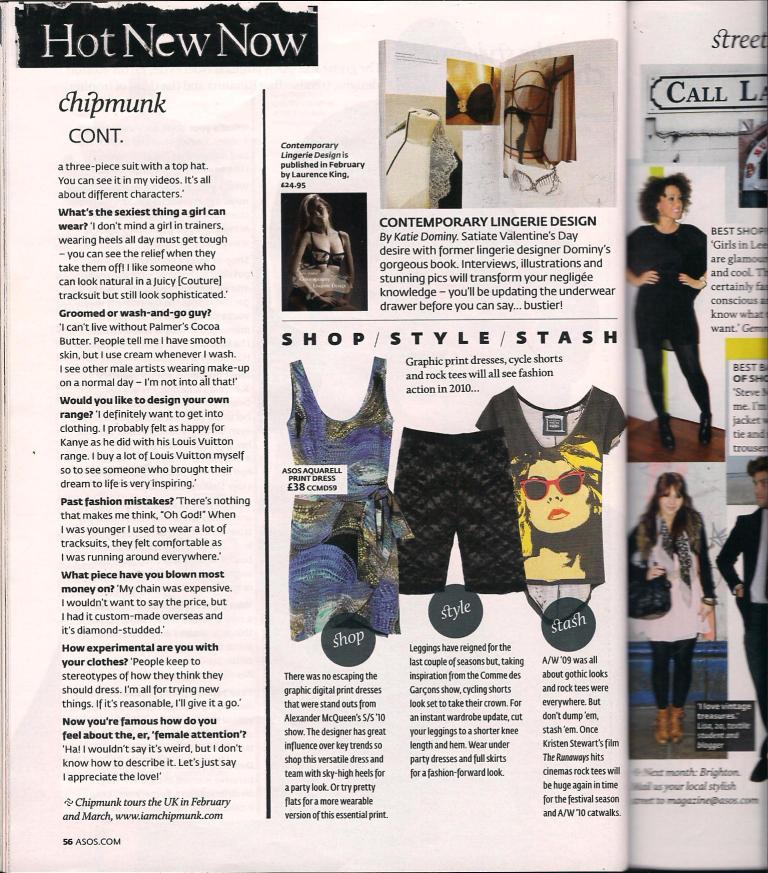 Hot New Now
chipmunk
CONT.
a three-piece suit with a top hat.
You can see it in my videos. It's all
about different characters.'
What's the sexiest thing a girl can
wear? 'I don't mind a girl in trainers,
wearing heels all day must get tough
– you can see the relief when they
take them off! I like someone who
can look natural in a Juicy [Couture]
tracksuit but still look sophisticated.'
Groomed or wash-and-go guy?
'I can't live without Palmer's Cocoa
Butter. People tell me I have smooth
skin, but I use cream whenever I wash.
I see other male artists wearing make-up
on a normal day – I'm not into all that!'
Would you like to design your own
range? 'I definitely want to get into
clothing. I probably felt as happy for
Kanye as he did with his Louis Vuitton
range. I buy a lot of Louis Vuitton myself
so to see someone who brought their
dream to life is very inspiring.'
Past fashion mistakes? 'There's nothing
that makes me think, "Oh God!" When
I was younger I used to wear a lot of
tracksuits, they felt comfortable as
I was running around everywhere.'
What piece have you blown most
money on? 'My chain was expensive.
I wouldn't want to say the price, but
I had it custom-made overseas and
it's diamond-studded.'
How experimental are you with
your clothes? 'People keep to
stereotypes of how they think they
should dress. I'm all for trying new
things. If it's reasonable, I'll give it a go.'
Now you're famous how do you
feel about the, er, 'female attention'?
'Ha! I wouldn't say it's weird, but I don't
know how to describe it. Let's just say
I appreciate the love!'
Chipmunk tours the UK in February
and March, www.iamchipmunk.com
56 ASOS.COM
Contemporary
Lingerie Design is
published in February
by Laurence King,
£24.95
Contemporary
Lingerie Design
CONTEMPORARY LINGERIE DESIGN
By Katie Dominy. Satiate Valentine's Day
desire with former lingerie designer Dominy's
gorgeous book. Interviews, illustrations and
stunning pics will transform your negligée
knowledge – you'll be updating the underwear
drawer before you can say... bustier!
SHOP / STYLE / STASH
Graphic print dresses, cycle shorts
and rock tees will all see fashion
action in 2010...
ASOS AQUARELL
PRINT DRESS
£38 CCMD59
shop
There was no escaping the
graphic digital print dresses
that were stand outs from
Alexander McQueen's S/S '10
show. The designer has great
influence over key trends so
shop this versatile dress and
team with sky-high heels for
a party look. Or try pretty
flats for a more wearable
version of this essential print.
style
Leggings have reigned for the
last couple of seasons but, taking
inspiration from the Comme des
Garçons show, cycling shorts
look set to take their crown. For
an instant wardrobe update, cut
your leggings to a shorter knee
length and hem. Wear under
party dresses and full skirts
for a fashion-forward look.
stash
A/W '09 was all
about gothic looks
and rock tees were
everywhere. But
don't dump 'em,
stash 'em. Once
Kristen Stewart's film
The Runaways hits
cinemas rock tees will
be huge again in time
for the festival season
and A/W '10 catwalks.
street
CALL LA
BEST SHOP
'Girls in Lee
are glamou
and cool. Th
certainly fas
conscious a
know what
want.' Gem
BEST B
OF SHO
'Steve M
me. I'm
jacket w
tie and
trouser
'I love vintage
treasures.'
Lisa, 20, textile
student and
blogger
Next month: Brighton.
Mail us your local stylish
street to magazine@asos.com